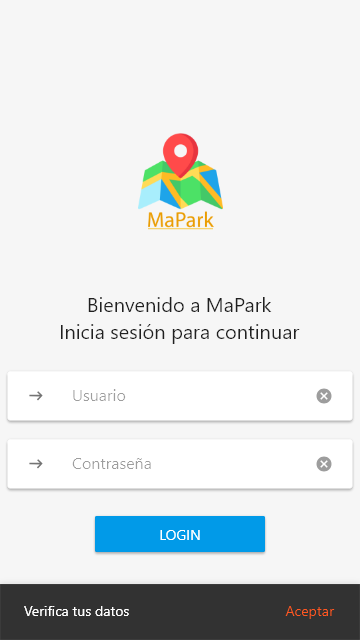 MaPark
Bienvenido a MaPark
Inicia sesión para continuar
Usuario
Contraseña
LOGIN
Verifica tus datos Aceptar